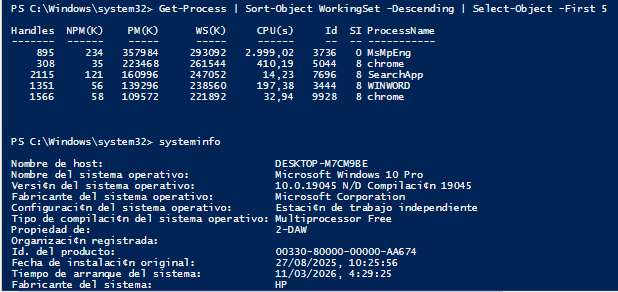 PS C:\Windows\system32> Get-Process | Sort-Object WorkingSet -Descending | Select-Object -First 5
Handles NPM(K) PM(K) WS(K) CPU(s) Id SI ProcessName
------- ------ ----- ----- ------ -- -- -----------
895 234 357984 293092 2.999,02 3736 0 MsMpEng
308 35 223468 261544 410,19 5044 8 chrome
2115 121 160996 247052 14,23 7696 8 SearchApp
1351 56 139296 238560 197,38 3444 8 WINWORD
1566 58 109572 221892 32,94 9928 8 chrome
PS C:\Windows\system32> systeminfo
Nombre de host: DESKTOP-M7CM9BE
Nombre del sistema operativo: Microsoft Windows 10 Pro
Versi¢n del sistema operativo: 10.0.19045 N/D Compilaci¢n 19045
Fabricante del sistema operativo: Microsoft Corporation
Configuraci¢n del sistema operativo: Estaci¢n de trabajo independiente
Tipo de compilaci¢n del sistema operativo: Multiprocessor Free
Propiedad de: 2-DAW
Organizaci¢n registrada:
Id. del producto: 00330-80000-00000-AA674
Fecha de instalaci¢n original: 27/08/2025, 10:25:56
Tiempo de arranque del sistema: 11/03/2026, 4:29:25
Fabricante del sistema: HP